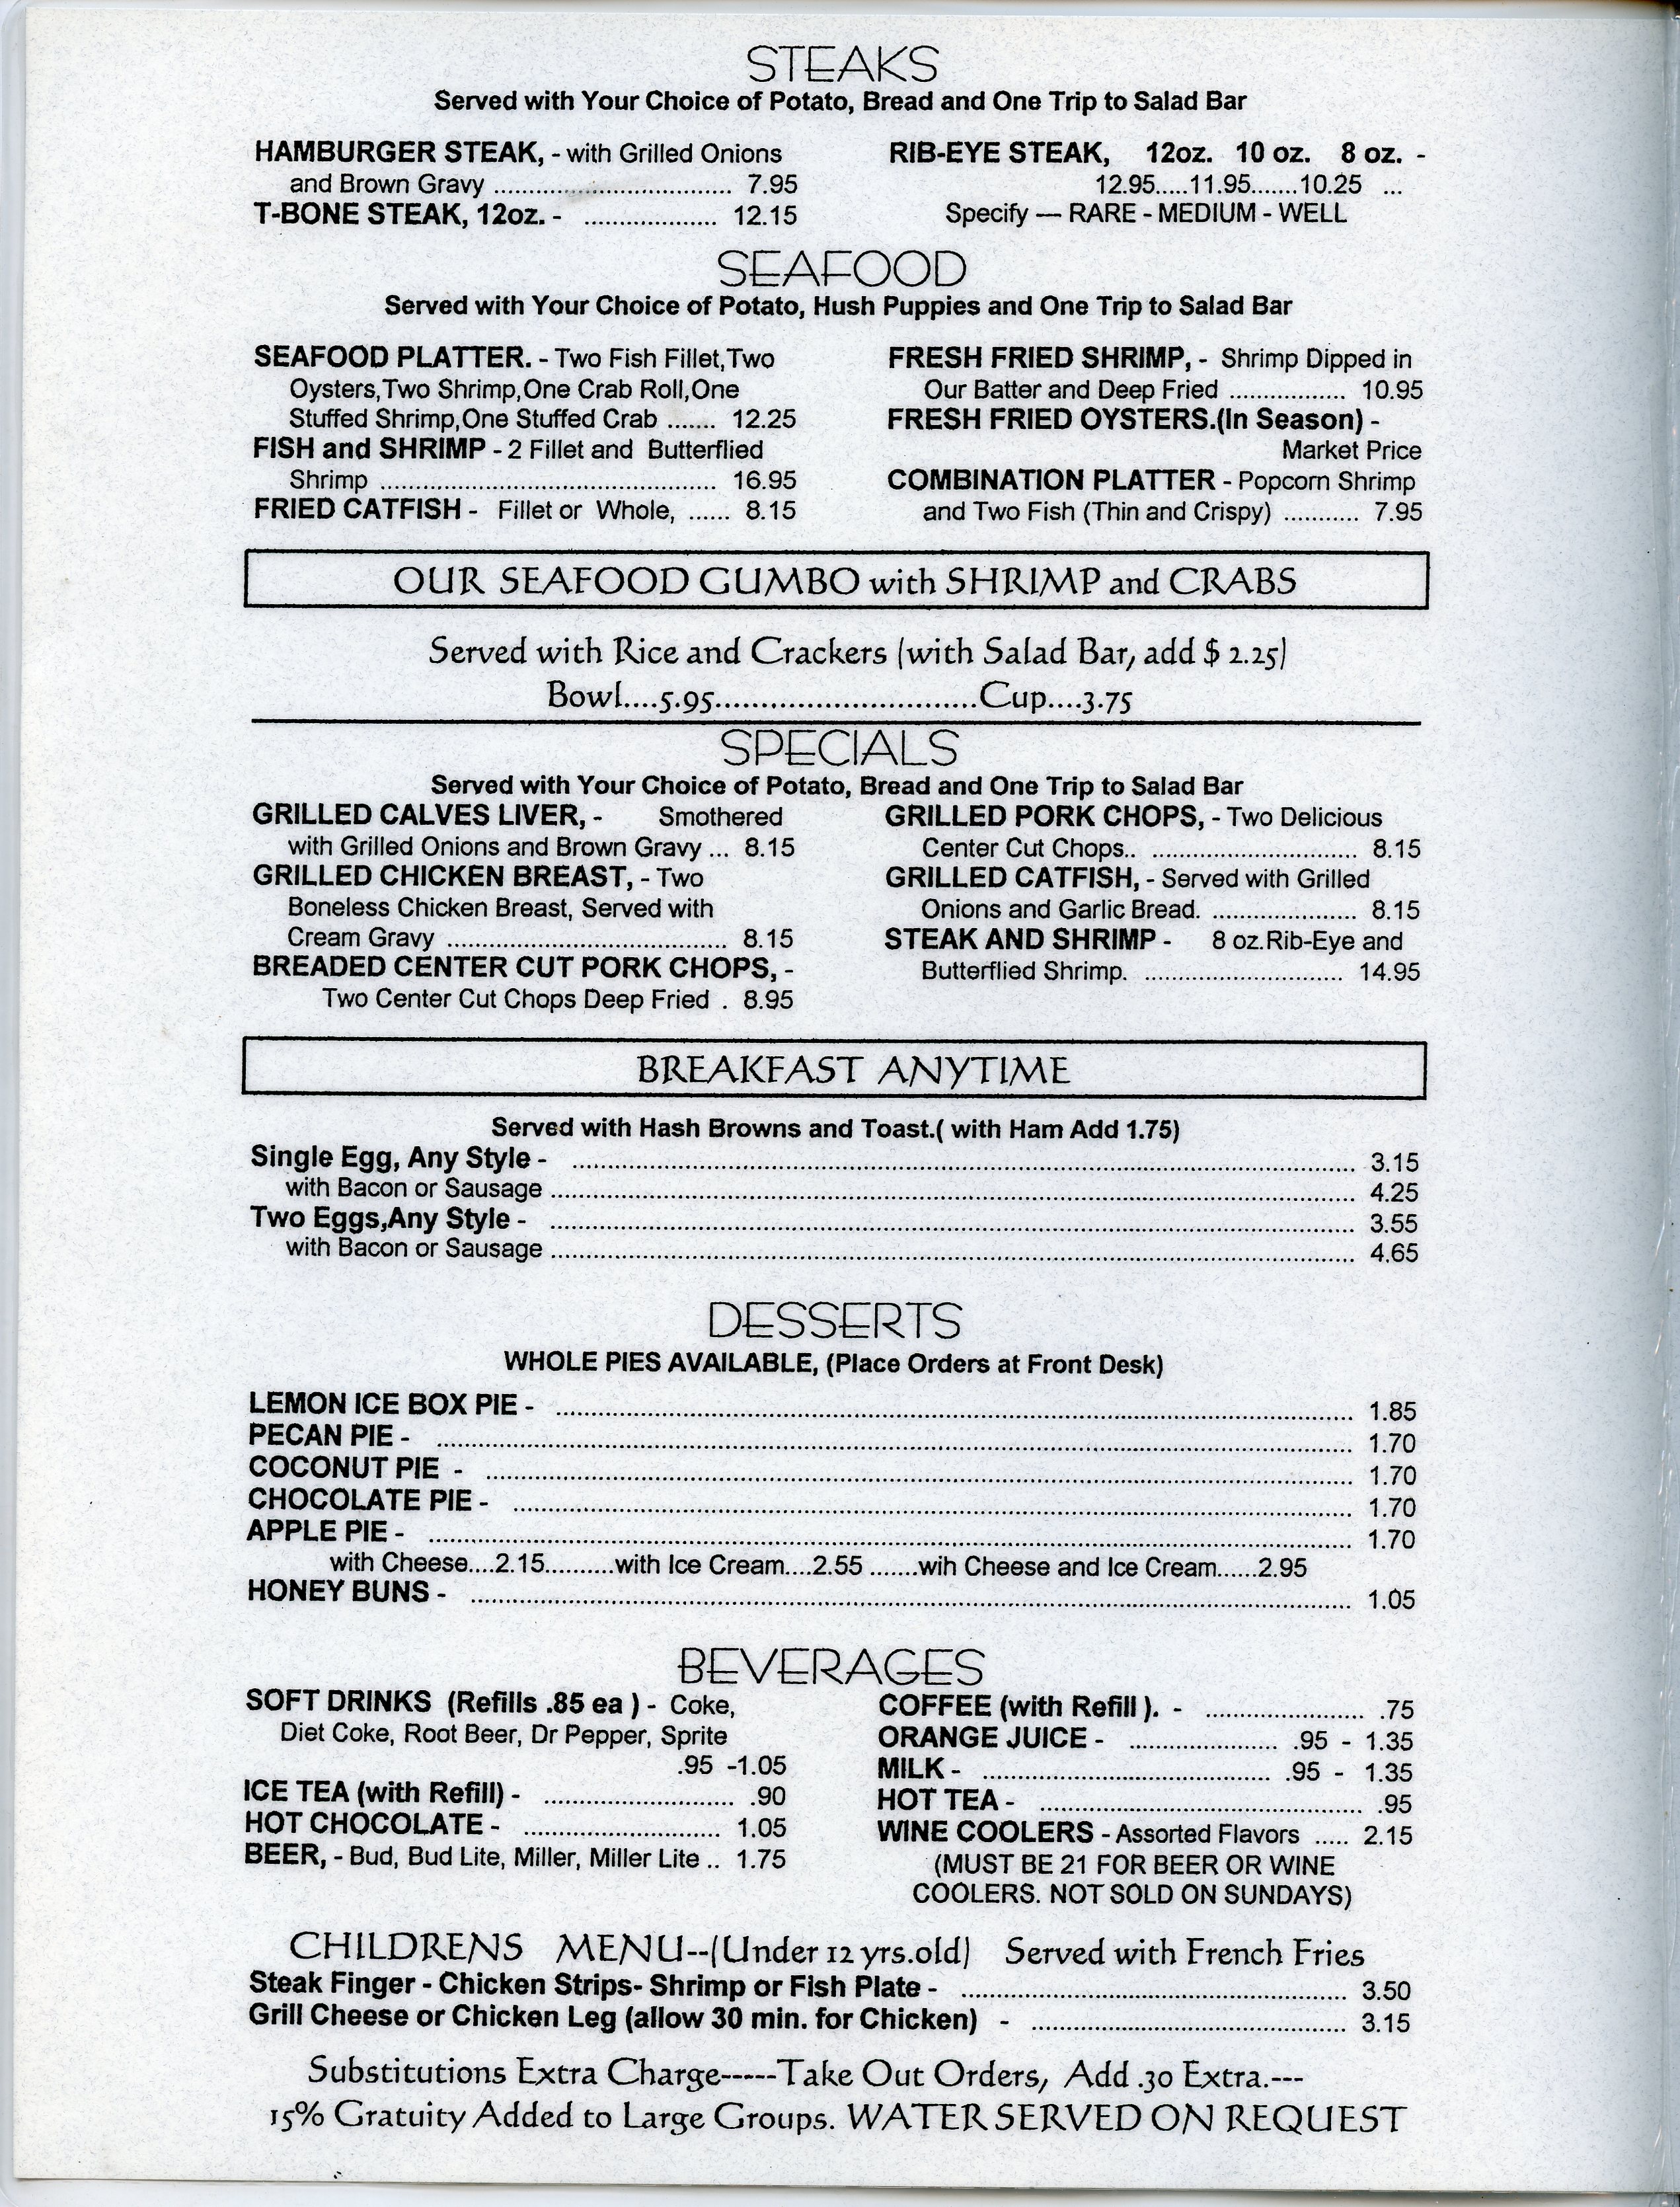 STEAKS
Served with Your Choice of Potato, Bread and One Trip to Salad Bar
HAMBURGER STEAK, - with Grilled Onions
and Brown Gravy .................................. 7.95
T-BONE STEAK, 12oz. - ................... 12.15
RIB-EYE STEAK, 12oz. 10 oz. 8 oz. -
12.95.....11.95.......10.25 ...
Specify — RARE - MEDIUM - WELL
SEAFOOD
Served with Your Choice of Potato, Hush Puppies and One Trip to Salad Bar
SEAFOOD PLATTER. - Two Fish Fillet,Two
Oysters,Two Shrimp,One Crab Roll,One
Stuffed Shrimp,One Stuffed Crab ....... 12.25
FISH and SHRIMP - 2 Fillet and Butterflied
Shrimp ................................................ 16.95
FRIED CATFISH - Fillet or Whole, ...... 8.15
FRESH FRIED SHRIMP, - Shrimp Dipped in
Our Batter and Deep Fried ................. 10.95
FRESH FRIED OYSTERS.(In Season) -
Market Price
COMBINATION PLATTER - Popcorn Shrimp
and Two Fish (Thin and Crispy) ........... 7.95
OUR SEAFOOD GUMBO with SHRIMP and CRABS
Served with Rice and Crackers (with Salad Bar, add $ 2.25)
Bowl....5.95............................Cup....3.75
SPECIALS
Served with Your Choice of Potato, Bread and One Trip to Salad Bar
GRILLED CALVES LIVER, - Smothered
with Grilled Onions and Brown Gravy ... 8.15
GRILLED CHICKEN BREAST, - Two
Boneless Chicken Breast, Served with
Cream Gravy ........................................ 8.15
BREADED CENTER CUT PORK CHOPS, -
Two Center Cut Chops Deep Fried . 8.95
GRILLED PORK CHOPS, - Two Delicious
Center Cut Chops.. ............................. 8.15
GRILLED CATFISH, - Served with Grilled
Onions and Garlic Bread. ..................... 8.15
STEAK AND SHRIMP - 8 oz.Rib-Eye and
Butterflied Shrimp. ............................ 14.95
BREAKFAST ANYTIME
Served with Hash Browns and Toast.( with Ham Add 1.75)
Single Egg, Any Style - ................................................................ 3.15
with Bacon or Sausage ................................................................ 4.25
Two Eggs,Any Style - ................................................................ 3.55
with Bacon or Sausage ................................................................ 4.65
DESSERTS
WHOLE PIES AVAILABLE, (Place Orders at Front Desk)
LEMON ICE BOX PIE - ................................................................ 1.85
PECAN PIE - ................................................................ 1.70
COCONUT PIE - ................................................................ 1.70
CHOCOLATE PIE - ................................................................ 1.70
APPLE PIE - ................................................................ 1.70
with Cheese....2.15..........with Ice Cream....2.55 .......wih Cheese and Ice Cream......2.95
HONEY BUNS - ................................................................ 1.05
BEVERAGES
SOFT DRINKS (Refills .85 ea ) - Coke,
Diet Coke, Root Beer, Dr Pepper, Sprite
.95 -1.05
ICE TEA (with Refill) - ........................... .90
HOT CHOCOLATE - ............................ 1.05
BEER, - Bud, Bud Lite, Miller, Miller Lite .. 1.75
COFFEE (with Refill ). - ....................... .75
ORANGE JUICE - ..................... .95 - 1.35
MILK - ......................................... .95 - 1.35
HOT TEA - .............................................. .95
WINE COOLERS - Assorted Flavors ..... 2.15
(MUST BE 21 FOR BEER OR WINE
COOLERS. NOT SOLD ON SUNDAYS)
CHILDRENS MENU--(Under 12 yrs.old) Served with French Fries
Steak Finger - Chicken Strips- Shrimp or Fish Plate - ....................................................... 3.50
Grill Cheese or Chicken Leg (allow 30 min. for Chicken) - ............................................. 3.15
Substitutions Extra Charge-----Take Out Orders, Add .30 Extra.---
15% Gratuity Added to Large Groups. WATER SERVED ON REQUEST